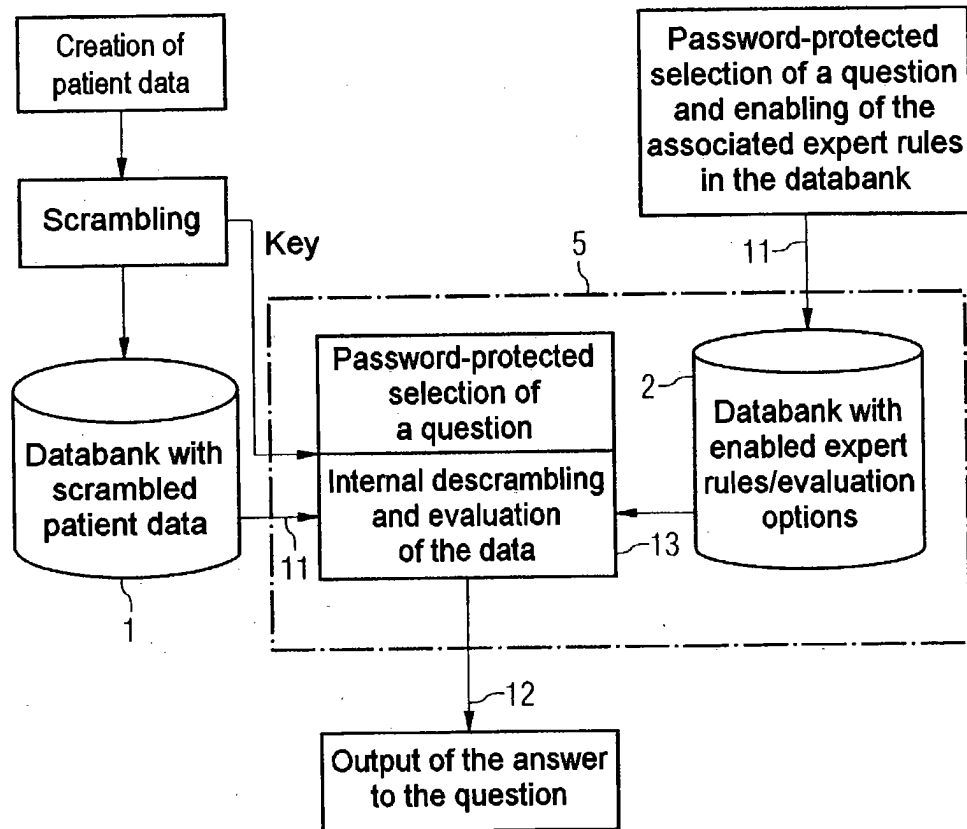 Creation of
patient data
Scrambling
Key
Databank with
scrambled
patient data
1
11
Password-protected
selection of a question
and enabling of the
associated expert rules
in the databank
11
5
Password-protected
selection of
a question
Internal descrambling
and evaluation
of the data
13
2
Databank with
enabled expert
rules/evaluation
options
12
Output of the answer
to the question